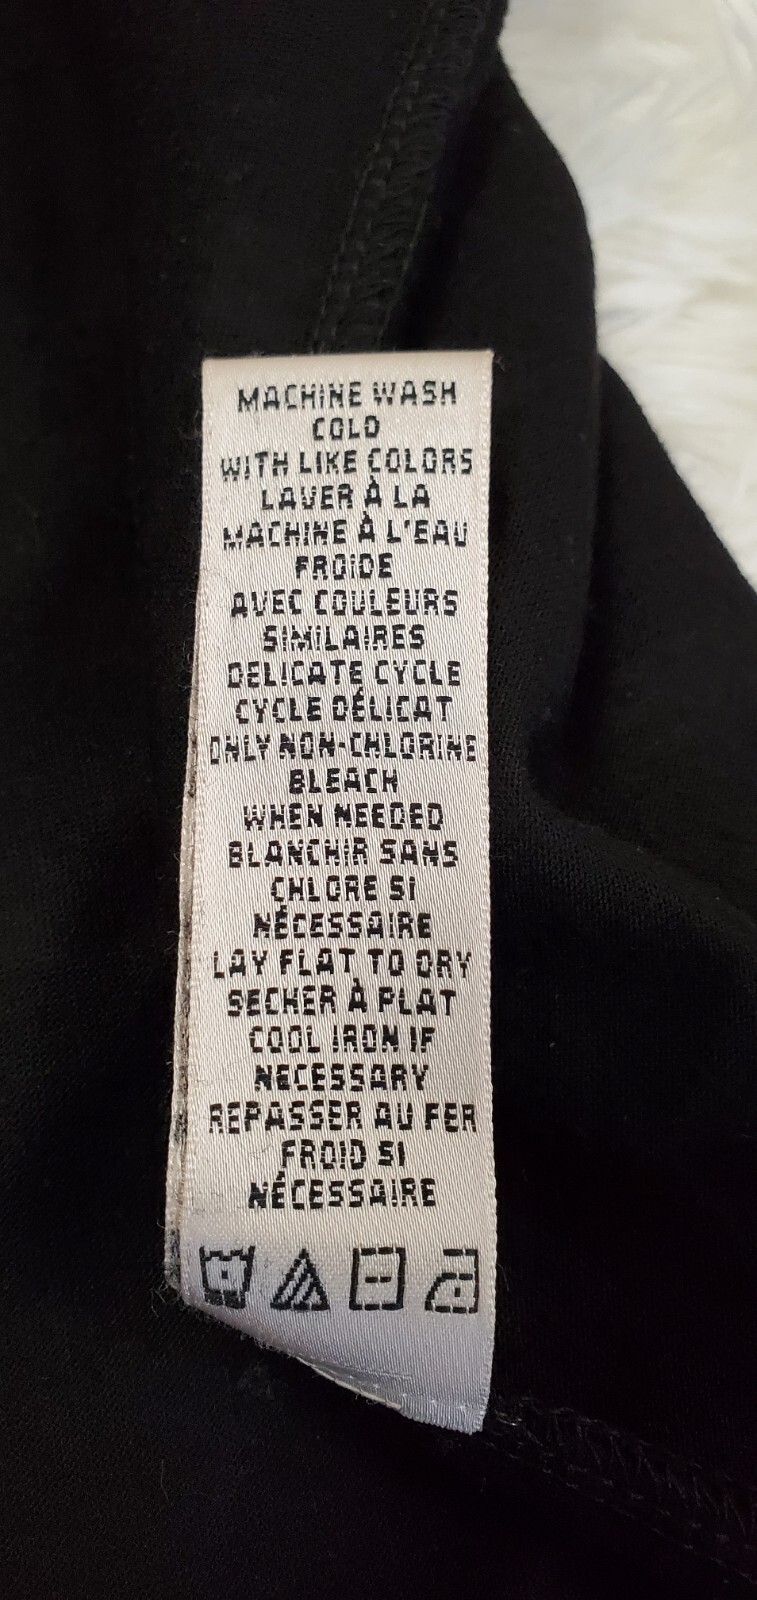 MACHINE WASH
COLD
WITH LIKE COLORS
LAVER À LA
MACHINE À L'EAU
FROIDE
AVEC COULEURS
SIMILAIRES
DELICATE CYCLE
CYCLE DÉLICAT
ONLY NON-CHLORINE
BLEACH
WHEN NEEDED
BLANCHIR SANS
CHLORE SI
NÉCESSAIRE
LAY FLAT TO DRY
SECHER À PLAT
COOL IRON IF
NECESSARY
REPASSER AU FER
FROID SI
NÉCESSAIRE